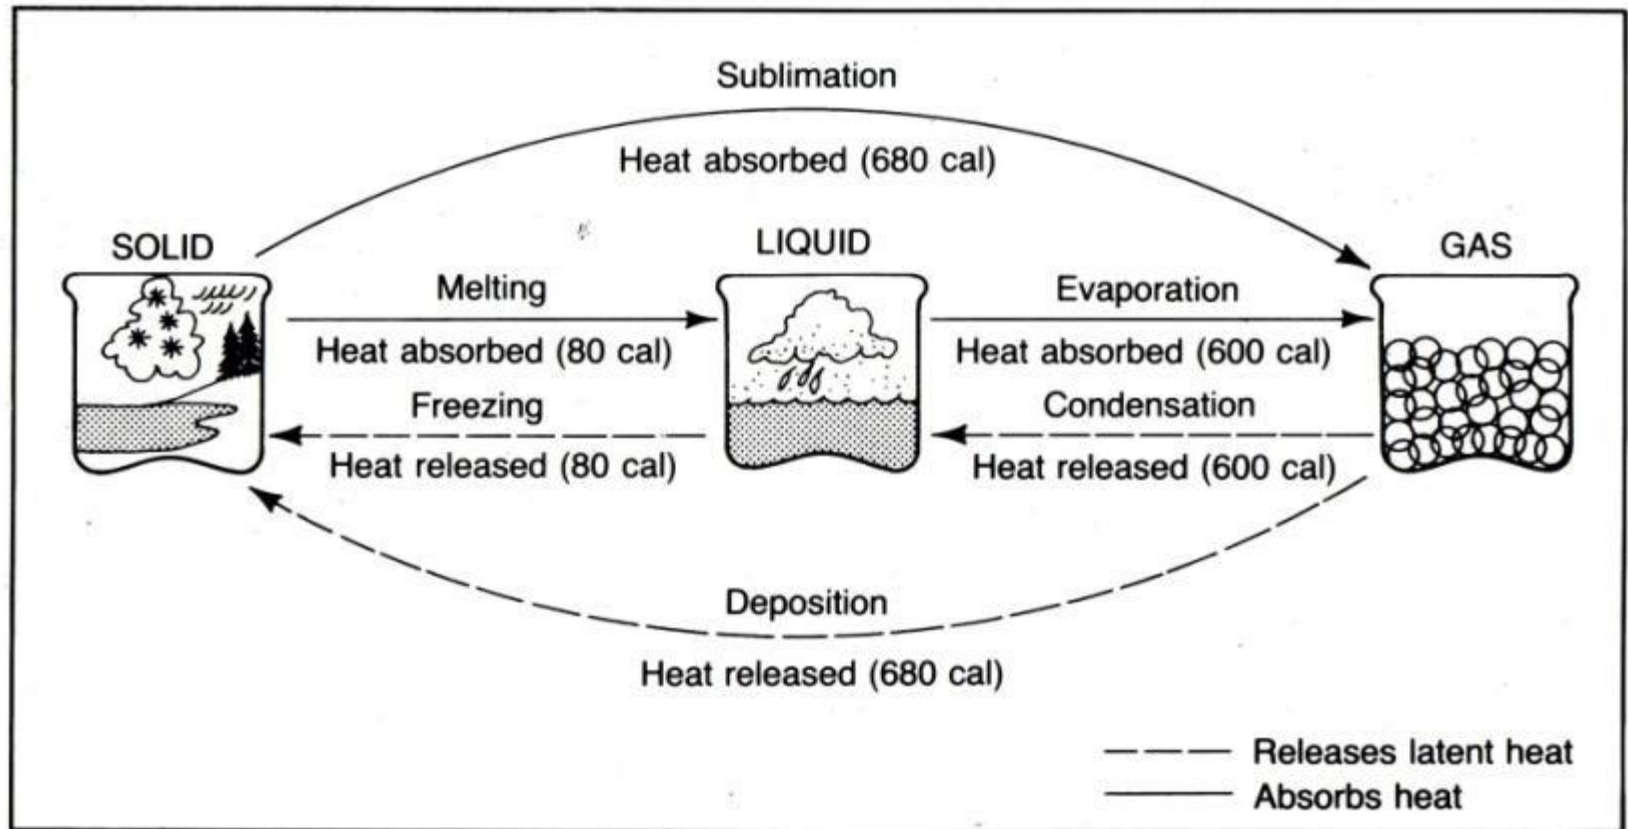 Sublimation
Heat absorbed (680 cal)
SOLID
LIQUID
GAS
Melting
Evaporation
Heat absorbed (80 cal)
Heat absorbed (600 cal)
Freezing
Condensation
Heat released (80 cal)
Heat released (600 cal)
Deposition
Heat released (680 cal)
Releases latent heat
Absorbs heat